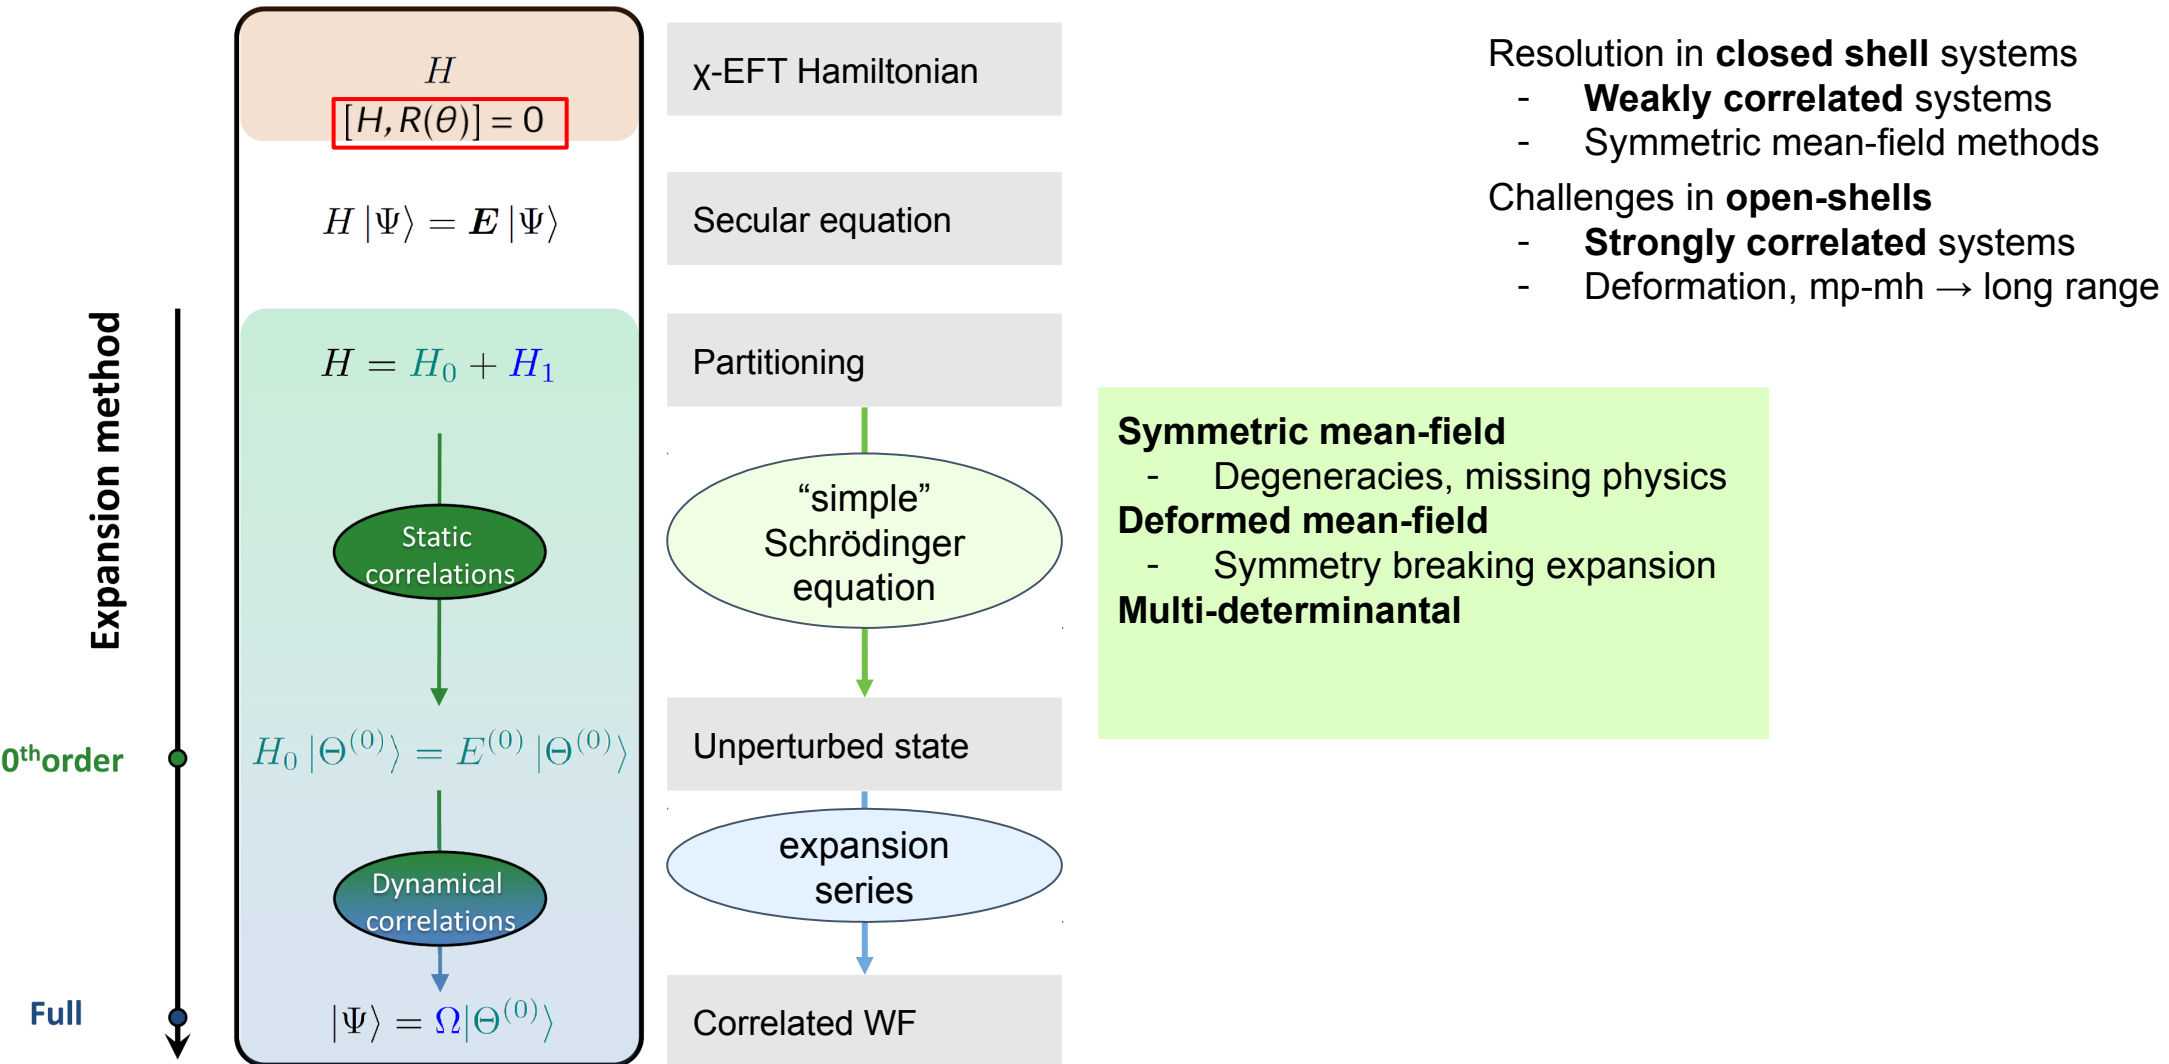 H
[H, R(θ)] = 0
H |Ψ⟩ = E |Ψ⟩
H = H₀ + H₁
Static
correlations
H₀ |Θ⁽⁰⁾⟩ = E⁽⁰⁾ |Θ⁽⁰⁾⟩
Dynamical
correlations
|Ψ⟩ = Ω|Θ⁽⁰⁾⟩
Expansion method
0ᵗʰorder
Full
χ-EFT Hamiltonian
Secular equation
Partitioning
“simple”
Schrödinger
equation
Unperturbed state
expansion
series
Correlated WF
Resolution in closed shell systems
- Weakly correlated systems
- Symmetric mean-field methods
Challenges in open-shells
- Strongly correlated systems
- Deformation, mp-mh → long range
Symmetric mean-field
- Degeneracies, missing physics
Deformed mean-field
- Symmetry breaking expansion
Multi-determinantal